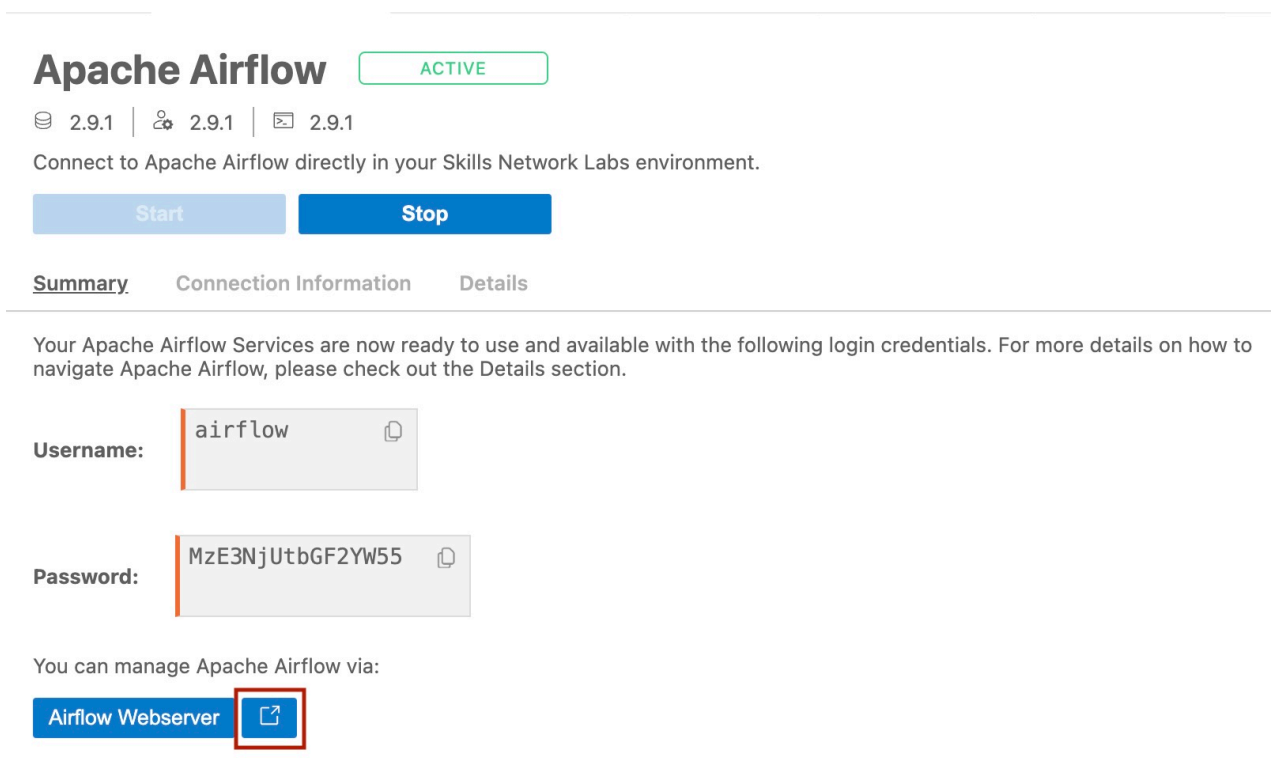 Apache Airflow ACTIVE
2.9.1 2.9.1 2.9.1
Connect to Apache Airflow directly in your Skills Network Labs environment.
Start Stop
Summary Connection Information Details
Your Apache Airflow Services are now ready to use and available with the following login credentials. For more details on how to
navigate Apache Airflow, please check out the Details section.
Username: airflow
Password: MzE3NjUtbGF2YW55
You can manage Apache Airflow via:
Airflow Webserver